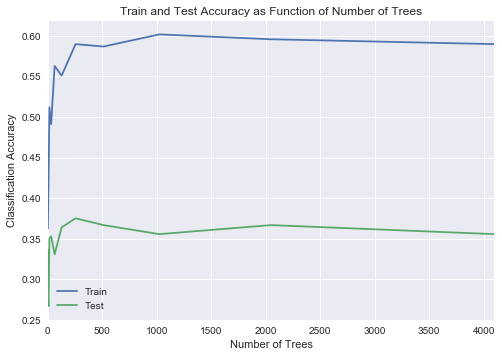 Train and Test Accuracy as Function of Number of Trees
0.60
0.55
0.50
0.45
0.40
0.35
0.30
0.25
Classification Accuracy
Train
Test
0 500 1000 1500 2000 2500 3000 3500 4000
Number of Trees